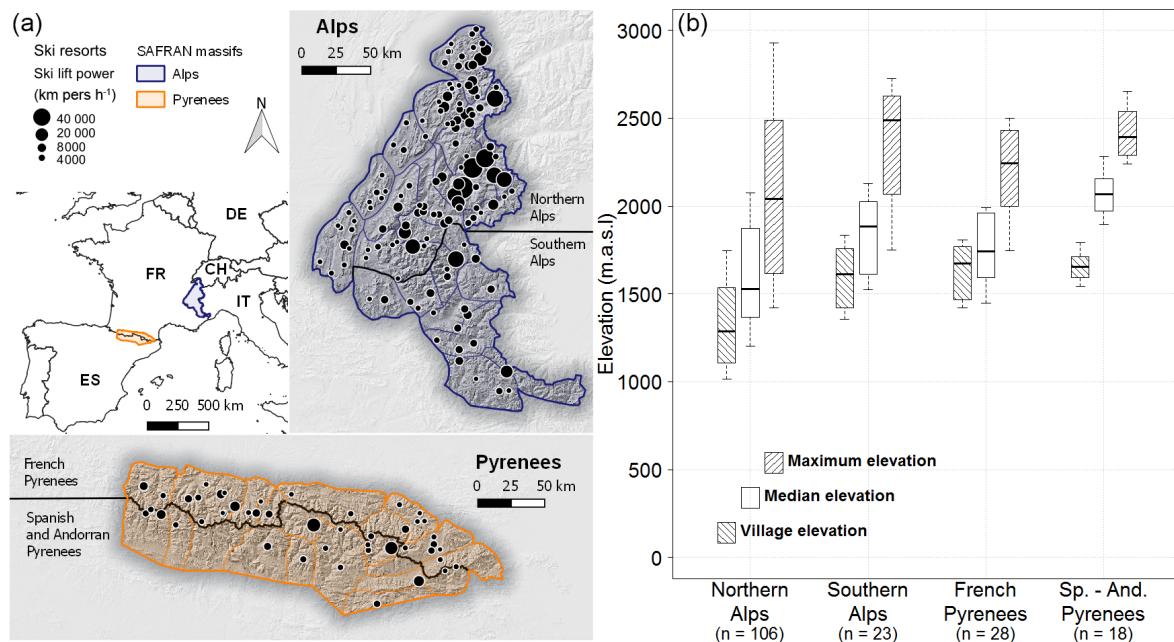 (a)
Ski resorts
Ski lift power
(km pers h⁻¹)
40 000
20 000
8000
4000
SAFRAN massifs
Alps
Pyrenees
N
DE
FR
CH
IT
ES
0 250 500 km
Alps
0 25 50 km
Northern
Alps
Southern
Alps
French
Pyrenees
Spanish
and Andorran
Pyrenees
Pyrenees
0 25 50 km
(b)
Elevation (m.a.s.l)
3000
2500
2000
1500
1000
500
0
Maximum elevation
Median elevation
Village elevation
Northern
Alps
(n = 106)
Southern
Alps
(n = 23)
French
Pyrenees
(n = 28)
Sp. - And.
Pyrenees
(n = 18)